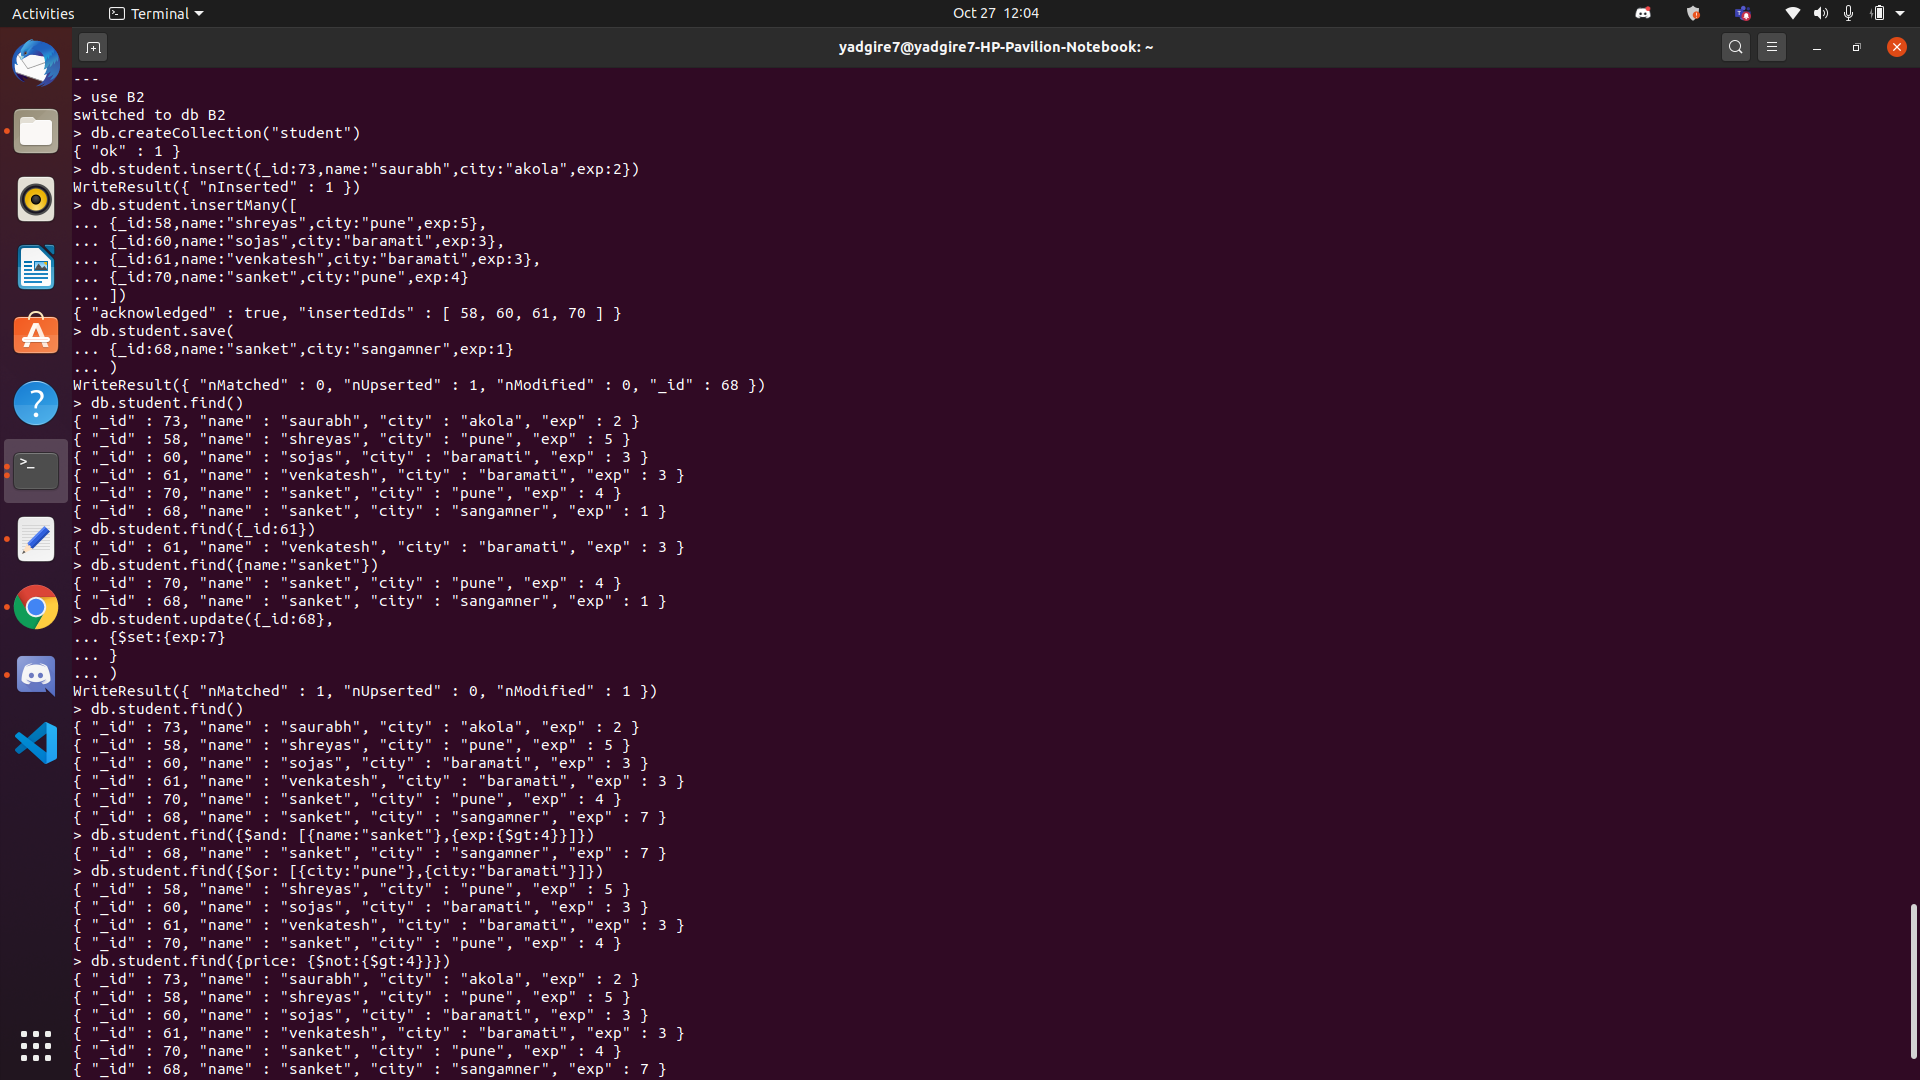 Activities
Terminal
Oct 27 12:04
yadgire7@yadgire7-HP-Pavilion-Notebook: ~
---
> use B2
switched to db B2
> db.createCollection("student")
{ "ok" : 1 }
> db.student.insert({_id:73,name:"saurabh",city:"akola",exp:2})
WriteResult({ "nInserted" : 1 })
> db.student.insertMany([
... {_id:58,name:"shreyas",city:"pune",exp:5},
... {_id:60,name:"sojas",city:"baramati",exp:3},
... {_id:61,name:"venkatesh",city:"baramati",exp:3},
... {_id:70,name:"sanket",city:"pune",exp:4}
... ])
{ "acknowledged" : true, "insertedIds" : [ 58, 60, 61, 70 ] }
> db.student.save(
... {_id:68,name:"sanket",city:"sangamner",exp:1}
... )
WriteResult({ "nMatched" : 0, "nUpserted" : 1, "nModified" : 0, "_id" : 68 })
> db.student.find()
{ "_id" : 73, "name" : "saurabh", "city" : "akola", "exp" : 2 }
{ "_id" : 58, "name" : "shreyas", "city" : "pune", "exp" : 5 }
{ "_id" : 60, "name" : "sojas", "city" : "baramati", "exp" : 3 }
{ "_id" : 61, "name" : "venkatesh", "city" : "baramati", "exp" : 3 }
{ "_id" : 70, "name" : "sanket", "city" : "pune", "exp" : 4 }
{ "_id" : 68, "name" : "sanket", "city" : "sangamner", "exp" : 1 }
> db.student.find({_id:61})
{ "_id" : 61, "name" : "venkatesh", "city" : "baramati", "exp" : 3 }
> db.student.find({name:"sanket"})
{ "_id" : 70, "name" : "sanket", "city" : "pune", "exp" : 4 }
{ "_id" : 68, "name" : "sanket", "city" : "sangamner", "exp" : 1 }
> db.student.update({_id:68},
... {$set:{exp:7}
... }
... )
WriteResult({ "nMatched" : 1, "nUpserted" : 0, "nModified" : 1 })
> db.student.find()
{ "_id" : 73, "name" : "saurabh", "city" : "akola", "exp" : 2 }
{ "_id" : 58, "name" : "shreyas", "city" : "pune", "exp" : 5 }
{ "_id" : 60, "name" : "sojas", "city" : "baramati", "exp" : 3 }
{ "_id" : 61, "name" : "venkatesh", "city" : "baramati", "exp" : 3 }
{ "_id" : 70, "name" : "sanket", "city" : "pune", "exp" : 4 }
{ "_id" : 68, "name" : "sanket", "city" : "sangamner", "exp" : 7 }
> db.student.find({$and: [{name:"sanket"},{exp:{$gt:4}}]})
{ "_id" : 68, "name" : "sanket", "city" : "sangamner", "exp" : 7 }
> db.student.find({$or: [{city:"pune"},{city:"baramati"}]})
{ "_id" : 58, "name" : "shreyas", "city" : "pune", "exp" : 5 }
{ "_id" : 60, "name" : "sojas", "city" : "baramati", "exp" : 3 }
{ "_id" : 61, "name" : "venkatesh", "city" : "baramati", "exp" : 3 }
{ "_id" : 70, "name" : "sanket", "city" : "pune", "exp" : 4 }
> db.student.find({price: {$not:{$gt:4}}})
{ "_id" : 73, "name" : "saurabh", "city" : "akola", "exp" : 2 }
{ "_id" : 58, "name" : "shreyas", "city" : "pune", "exp" : 5 }
{ "_id" : 60, "name" : "sojas", "city" : "baramati", "exp" : 3 }
{ "_id" : 61, "name" : "venkatesh", "city" : "baramati", "exp" : 3 }
{ "_id" : 70, "name" : "sanket", "city" : "pune", "exp" : 4 }
{ "_id" : 68, "name" : "sanket", "city" : "sangamner", "exp" : 7 }